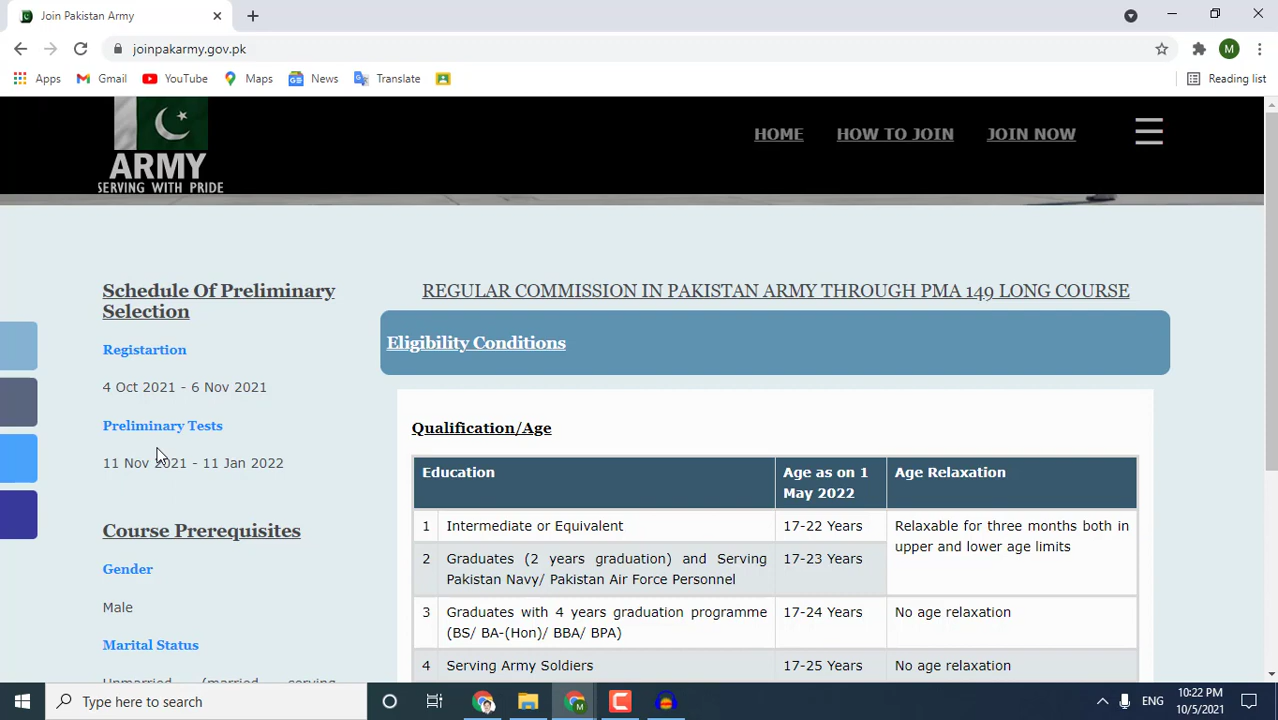 Join Pakistan Army
joinpakarmy.gov.pk
M
Apps Gmail YouTube Maps News Translate Reading list
ARMY
SERVING WITH PRIDE
HOME HOW TO JOIN JOIN NOW
Schedule Of Preliminary
Selection
Registartion
4 Oct 2021 - 6 Nov 2021
Preliminary Tests
11 Nov 2021 - 11 Jan 2022
Course Prerequisites
Gender
Male
Marital Status
Unmarried (married serving
REGULAR COMMISSION IN PAKISTAN ARMY THROUGH PMA 149 LONG COURSE
Eligibility Conditions
Qualification/Age
Education Age as on 1 May 2022 Age Relaxation
1 Intermediate or Equivalent 17-22 Years Relaxable for three months both in
upper and lower age limits
2 Graduates (2 years graduation) and Serving 17-23 Years
Pakistan Navy/ Pakistan Air Force Personnel
3 Graduates with 4 years graduation programme 17-24 Years No age relaxation
(BS/ BA-(Hon)/ BBA/ BPA)
4 Serving Army Soldiers 17-25 Years No age relaxation
Type here to search
ENG
10:22 PM
10/5/2021